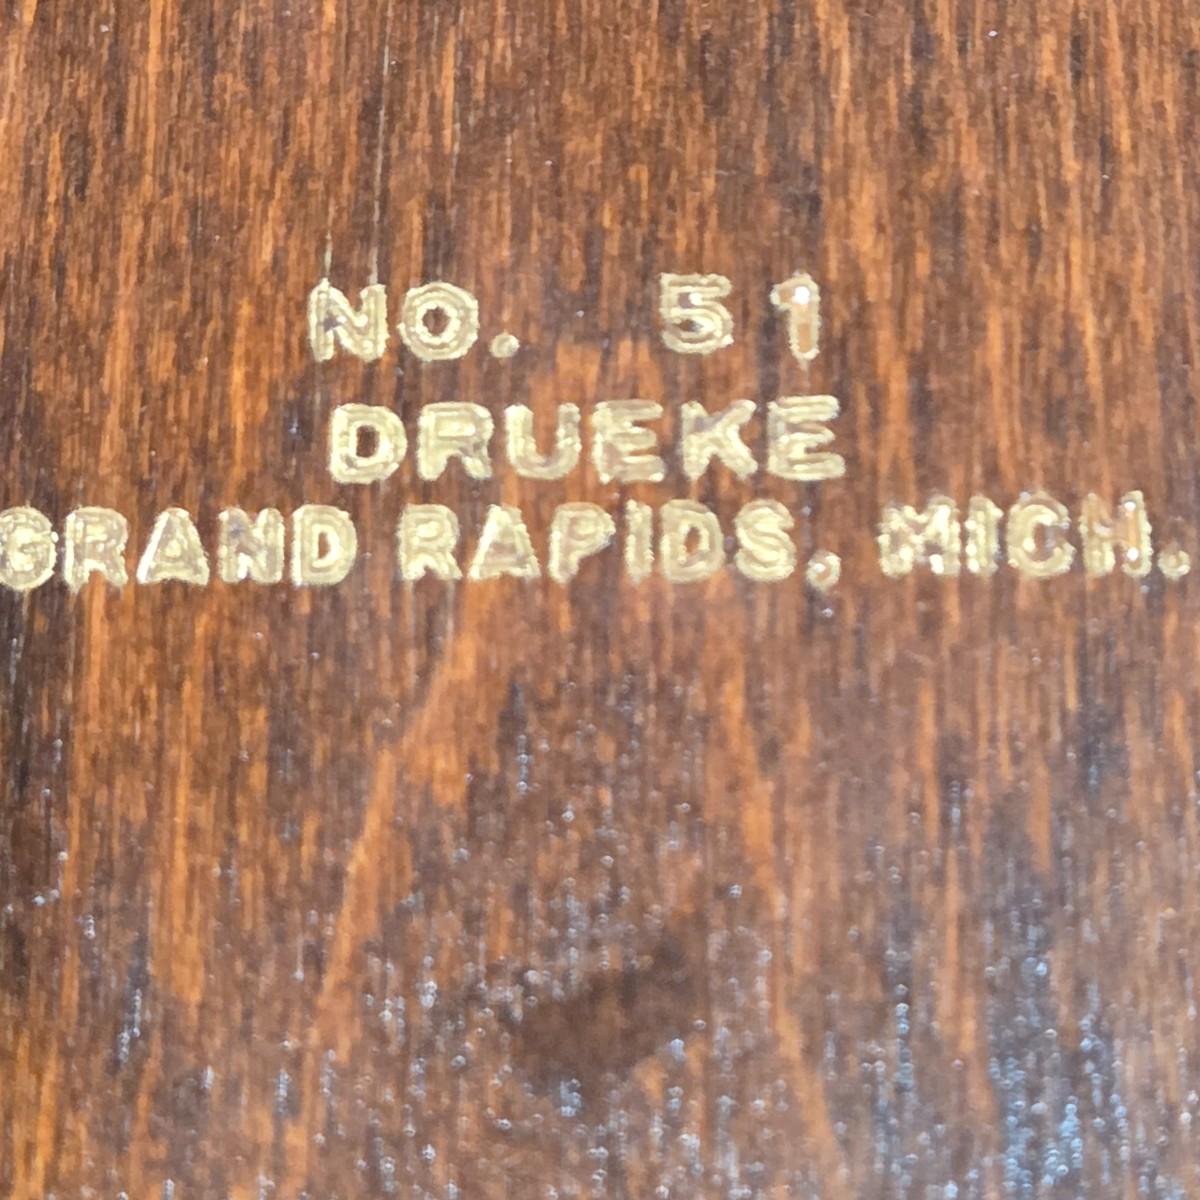 NO. 51
DRUEKE
GRAND RAPIDS, MICH.